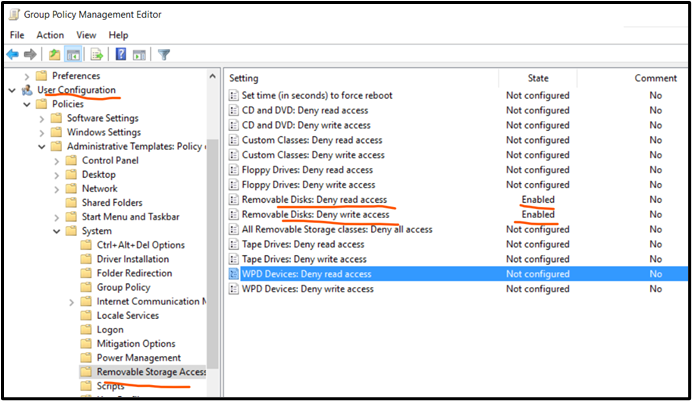 Group Policy Management Editor
File Action View Help
Preferences
User Configuration
Policies
Software Settings
Windows Settings
Administrative Templates: Policy
Control Panel
Desktop
Network
Shared Folders
Start Menu and Taskbar
System
Ctrl+Alt+Del Options
Driver Installation
Folder Redirection
Group Policy
Internet Communication M
Locale Services
Logon
Mitigation Options
Power Management
Removable Storage Access
Scripts
Setting State Comment
Set time (in seconds) to force reboot Not configured No
CD and DVD: Deny read access Not configured No
CD and DVD: Deny write access Not configured No
Custom Classes: Deny read access Not configured No
Custom Classes: Deny write access Not configured No
Floppy Drives: Deny read access Not configured No
Floppy Drives: Deny write access Not configured No
Removable Disks: Deny read access Enabled No
Removable Disks: Deny write access Enabled No
All Removable Storage classes: Deny all access Not configured No
Tape Drives: Deny read access Not configured No
Tape Drives: Deny write access Not configured No
WPD Devices: Deny read access Not configured No
WPD Devices: Deny write access Not configured No